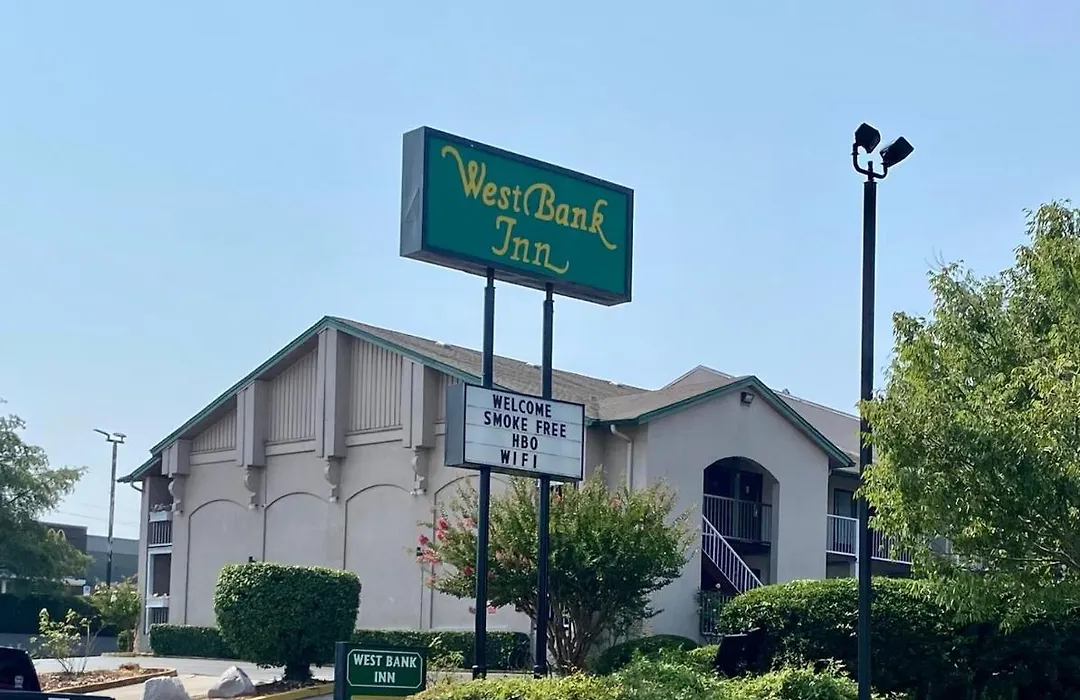 West Bank
Inn
WELCOME
SMOKE FREE
HBO
WIFI
WEST BANK
INN